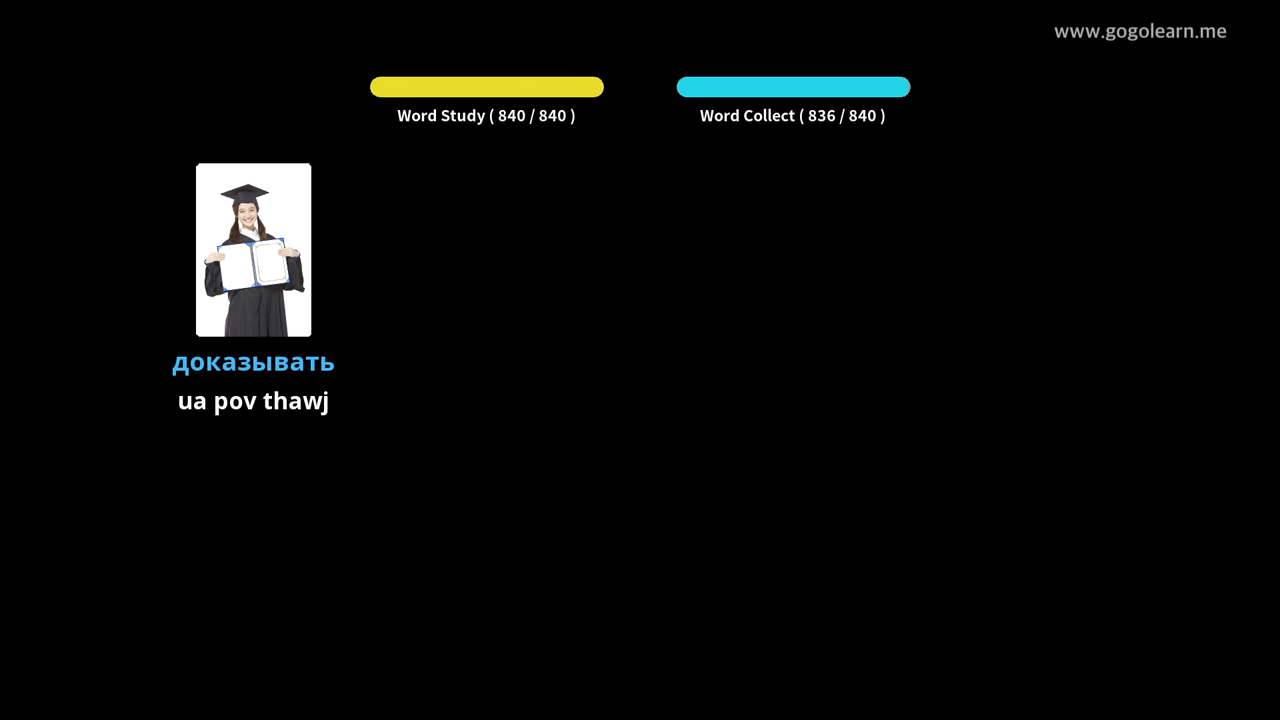 www.gogolearn.me
Word Study ( 840 / 840 )
Word Collect ( 836 / 840 )
доказывать
ua pov thawj